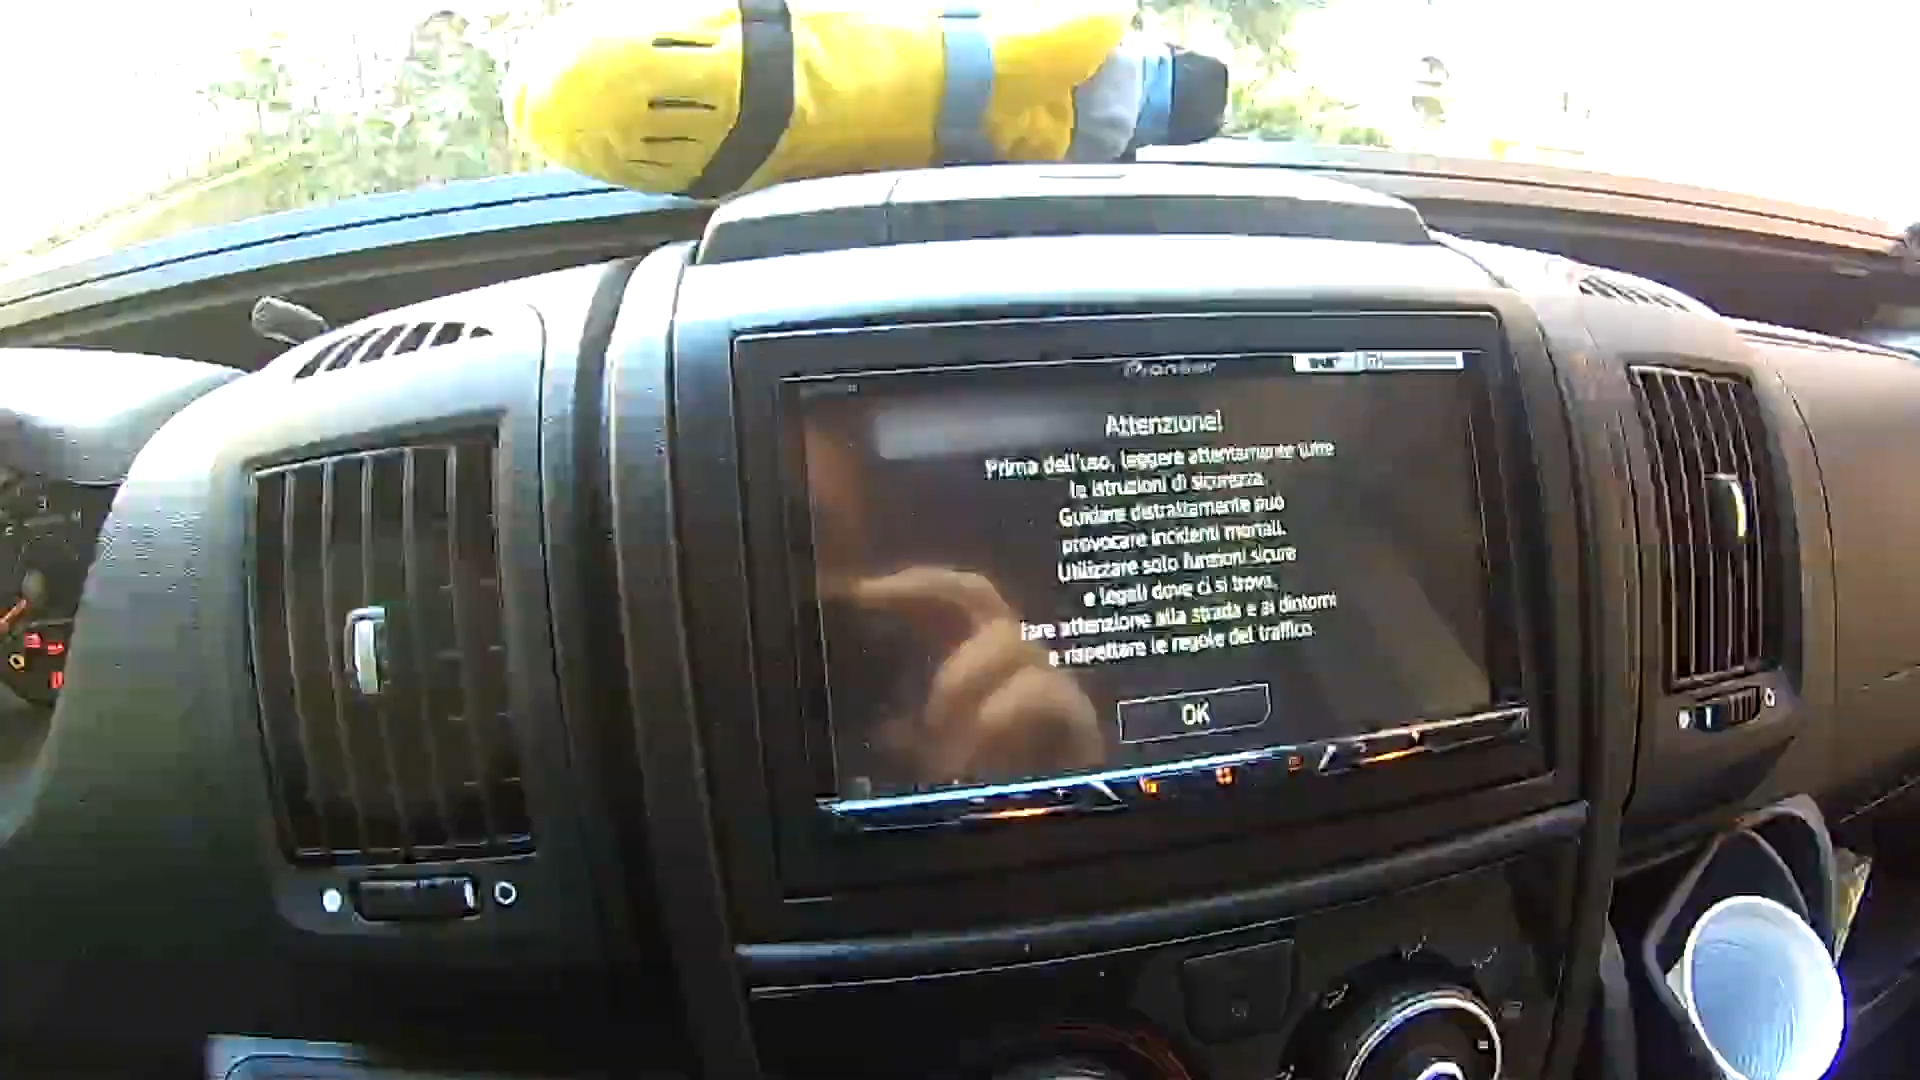 Pioneer
Attenzione!
Prima dell'uso, leggere attentamente tutte
le istruzioni di sicurezza.
Guidare distrattamente può
provocare incidenti mortali.
Utilizzare solo funzioni sicure
e legali dove ci si trova,
fare attenzione alla strada e ai dintorni
e rispettare le regole del traffico.
OK